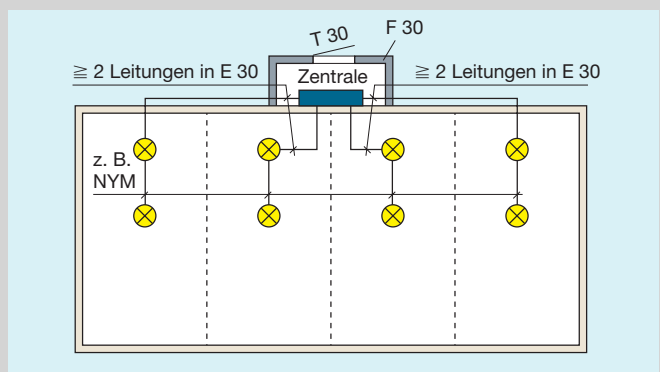 T 30
F 30
≧ 2 Leitungen in E 30
Zentrale
≧ 2 Leitungen in E 30
z. B.
NYM